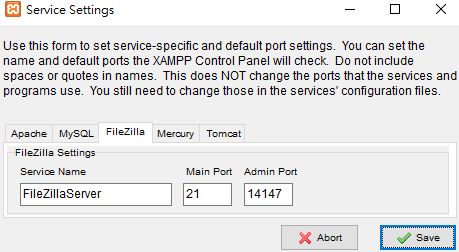 Service Settings
Use this form to set service-specific and default port settings. You can set the
name and default ports the XAMPP Control Panel will check. Do not include
spaces or quotes in names. This does NOT change the ports that the services and
programs use. You still need to change those in the services' configuration files.
Apache MySQL FileZilla Mercury Tomcat
FileZilla Settings
Service Name Main Port Admin Port
FileZillaServer 21 14147
Abort Save